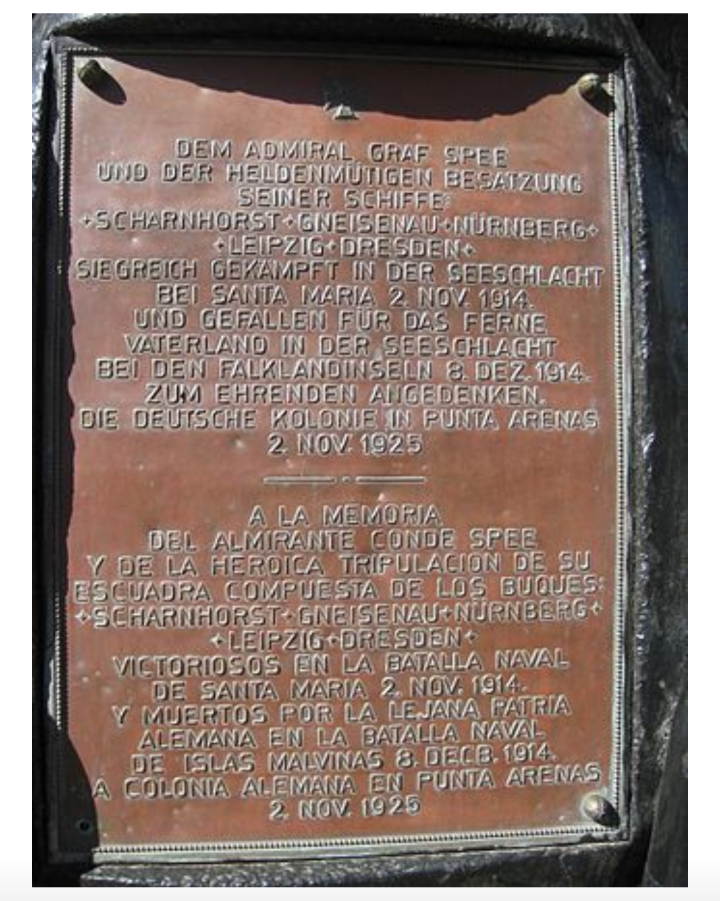 DEM ADMIRAL GRAF SPEE
UND DER HELDENMÜTIGEN BESATZUNG
SEINER SCHIFFE:
+SCHARNHORST+GNEISENAU+NÜRNBERG+
+LEIPZIG+DRESDEN+
SIEGREICH GEKÄMPFT IN DER SEESCHLACHT
BEI SANTA MARIA 2. NOV. 1914.
UND GEFALLEN FÜR DAS FERNE
VATERLAND IN DER SEESCHLACHT
BEI DEN FALKLANDINSELN 8. DEZ. 1914.
ZUM EHRENDEN ANGEDENKEN.
DIE DEUTSCHE KOLONIE IN PUNTA ARENAS
2. NOV. 1925
A LA MEMORIA
DEL ALMIRANTE CONDE SPEE
Y DE LA HEROICA TRIPULACION DE SU
ESCUADRA COMPUESTA DE LOS BUQUES:
+SCHARNHORST+GNEISENAU+NÜRNBERG+
+LEIPZIG+DRESDEN+
VICTORIOSOS EN LA BATALLA NAVAL
DE SANTA MARIA 2. NOV. 1914.
Y MUERTOS POR LA LEJANA PATRIA
ALEMANA EN LA BATALLA NAVAL
DE ISLAS MALVINAS 8. DECB. 1914.
A COLONIA ALEMANA EN PUNTA ARENAS
2. NOV. 1925